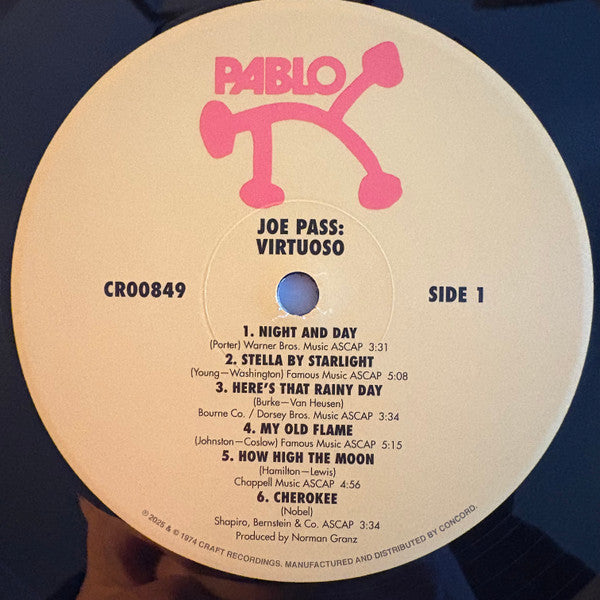 PABLO
JOE PASS:
VIRTUOSO
CR00849
SIDE 1
1. NIGHT AND DAY
(Porter) Warner Bros. Music ASCAP 3:31
2. STELLA BY STARLIGHT
(Young—Washington) Famous Music ASCAP 5:08
3. HERE'S THAT RAINY DAY
(Burke—Van Heusen)
Bourne Co. / Dorsey Bros. Music ASCAP 3:34
4. MY OLD FLAME
(Johnston—Coslow) Famous Music ASCAP 5:15
5. HOW HIGH THE MOON
(Hamilton—Lewis)
Chappell Music ASCAP 4:56
6. CHEROKEE
(Nobel)
Shapiro, Bernstein & Co. ASCAP 3:34
Produced by Norman Granz
℗ 2025 & © 1974 CRAFT RECORDINGS. MANUFACTURED AND DISTRIBUTED BY CONCORD.